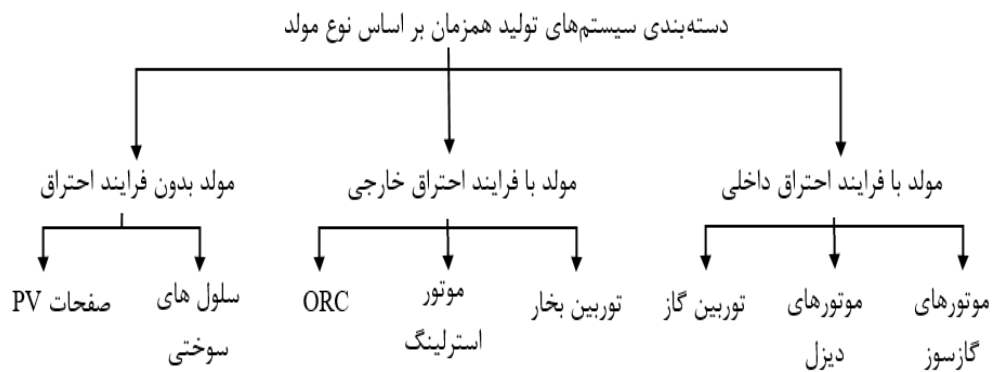 دسته‌بندی سیستم‌های تولید همزمان بر اساس نوع مولد
مولد با فرایند احتراق داخلی
مولد با فرایند احتراق خارجی
مولد بدون فرایند احتراق
موتورهای
گازسوز
موتورهای
دیزل
توربین گاز
توربین بخار
موتور
استرلینگ
ORC
سلول های
سوختی
صفحات PV